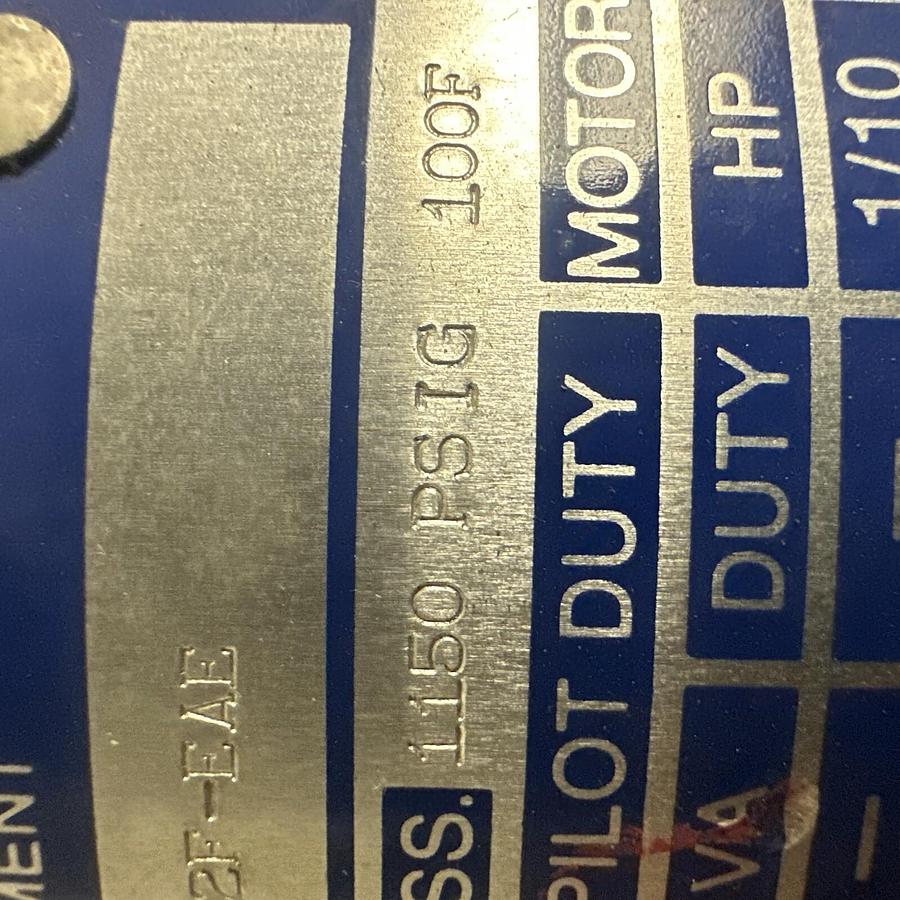 MENT
2F-EAE
SS. 1150 PSIG 100F
PILOT DUTY MOTOR
VA DUTY HP
— 1/10